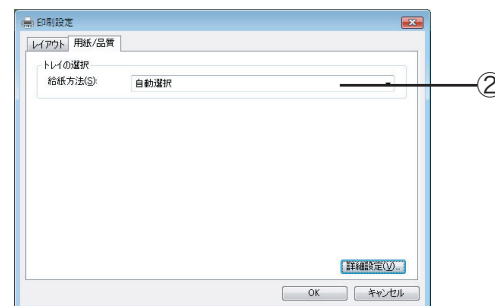 印刷設定
レイアウト 用紙/品質
トレイの選択
給紙方法(S): 自動選択
②
詳細設定(V)...
OK キャンセル